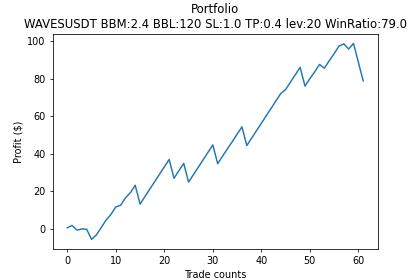 Portfolio
WAVESUSDT BBM:2.4 BBL:120 SL:1.0 TP:0.4 lev:20 WinRatio:79.0
100
80
60
40
20
0
Profit ($)
0 10 20 30 40 50 60
Trade counts